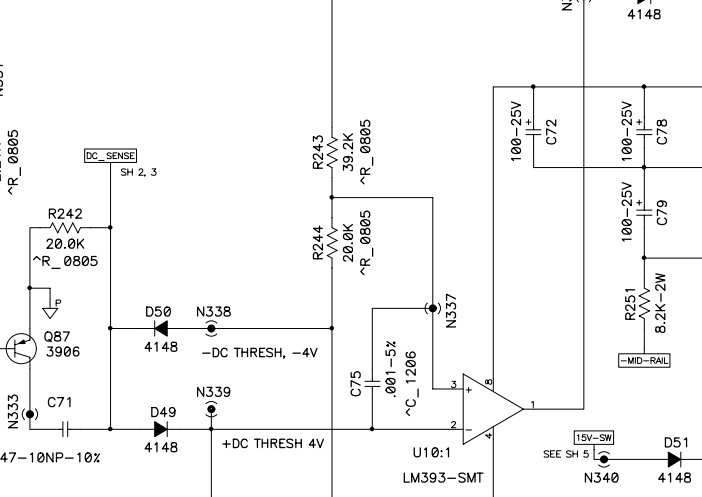 4148
^R_0805
DC_SENSE
SH 2, 3
R243
39.2K
^R_0805
100-25V
C72
100-25V
C78
R242
20.0K
^R_0805
R244
20.0K
^R_0805
100-25V
C79
P
Q87
3906
D50
4148
N338
-DC THRESH, -4V
N337
R251
8.2K-2W
-MID-RAIL
C75
.001-5%
^C_1206
N339
N333
C71
D49
4148
+DC THRESH 4V
3
+
8
1
2
-
4
47-10NP-10%
U10:1
LM393-SMT
15V-SW
SEE SH 5
N340
D51
4148